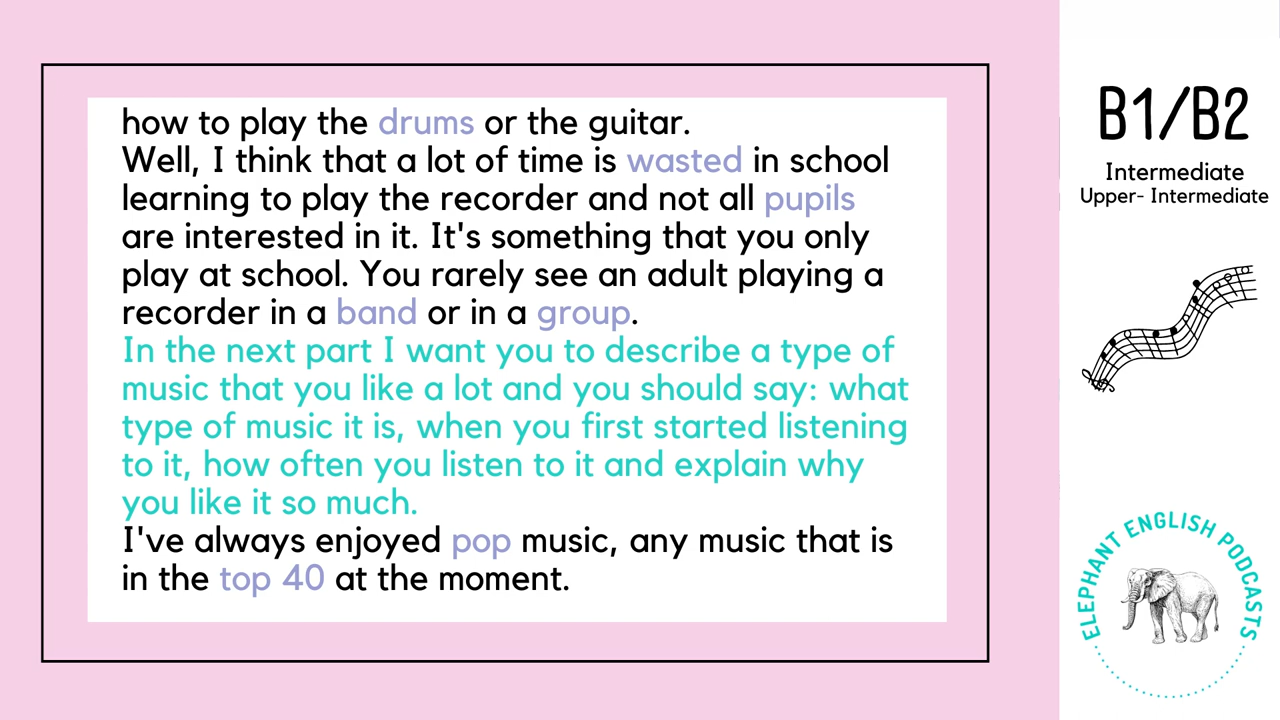 how to play the drums or the guitar.
Well, I think that a lot of time is wasted in school
learning to play the recorder and not all pupils
are interested in it. It's something that you only
play at school. You rarely see an adult playing a
recorder in a band or in a group.
In the next part I want you to describe a type of
music that you like a lot and you should say: what
type of music it is, when you first started listening
to it, how often you listen to it and explain why
you like it so much.
I've always enjoyed pop music, any music that is
in the top 40 at the moment.
B1/B2
Intermediate
Upper- Intermediate
ELEPHANT ENGLISH PODCASTS